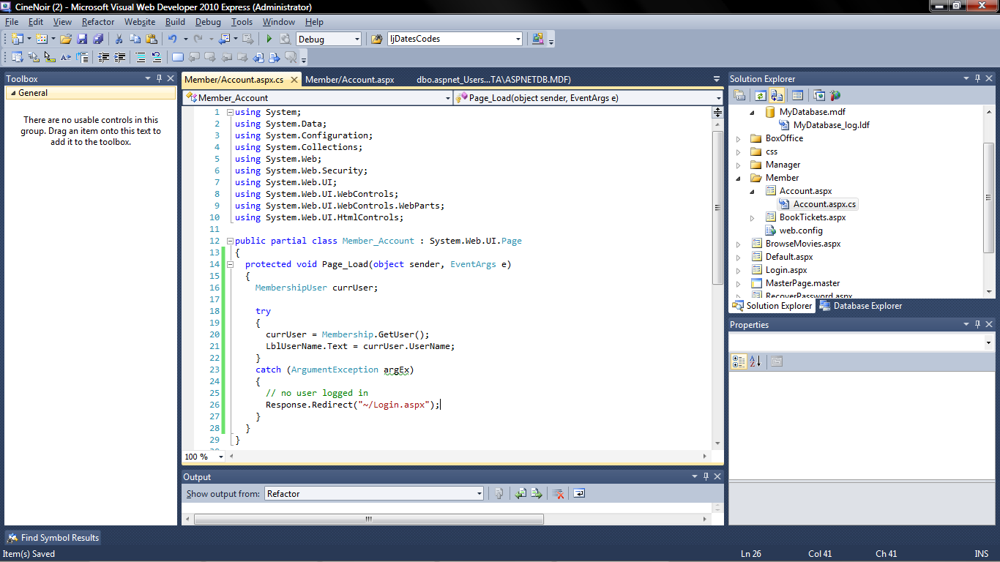 CineNoir (2) - Microsoft Visual Web Developer 2010 Express (Administrator)
File Edit View Refactor Website Build Debug Tools Window Help
Debug ljDatesCodes
Toolbox
General
There are no usable controls in this
group. Drag an item onto this text to
add it to the toolbox.
Member/Account.aspx.cs Member/Account.aspx dbo.aspnet_Users...TA\ASPNETDB.MDF)
Member_Account Page_Load(object sender, EventArgs e)
1 using System;
2 using System.Data;
3 using System.Configuration;
4 using System.Collections;
5 using System.Web;
6 using System.Web.Security;
7 using System.Web.UI;
8 using System.Web.UI.WebControls;
9 using System.Web.UI.WebControls.WebParts;
10 using System.Web.UI.HtmlControls;
11
12 public partial class Member_Account : System.Web.UI.Page
13 {
14 protected void Page_Load(object sender, EventArgs e)
15 {
16 MembershipUser currUser;
17
18 try
19 {
20 currUser = Membership.GetUser();
21 LblUserName.Text = currUser.UserName;
22 }
23 catch (ArgumentException argEx)
24 {
25 // no user logged in
26 Response.Redirect("~/Login.aspx");
27 }
28 }
29 }
100 %
Output
Show output from: Refactor
Solution Explorer
MyDatabase.mdf
MyDatabase_log.ldf
BoxOffice
css
Manager
Member
Account.aspx
Account.aspx.cs
BookTickets.aspx
web.config
BrowseMovies.aspx
Default.aspx
Login.aspx
MasterPage.master
RecoverPassword.aspx
Solution Explorer Database Explorer
Properties
Find Symbol Results
Item(s) Saved Ln 26 Col 41 Ch 41 INS